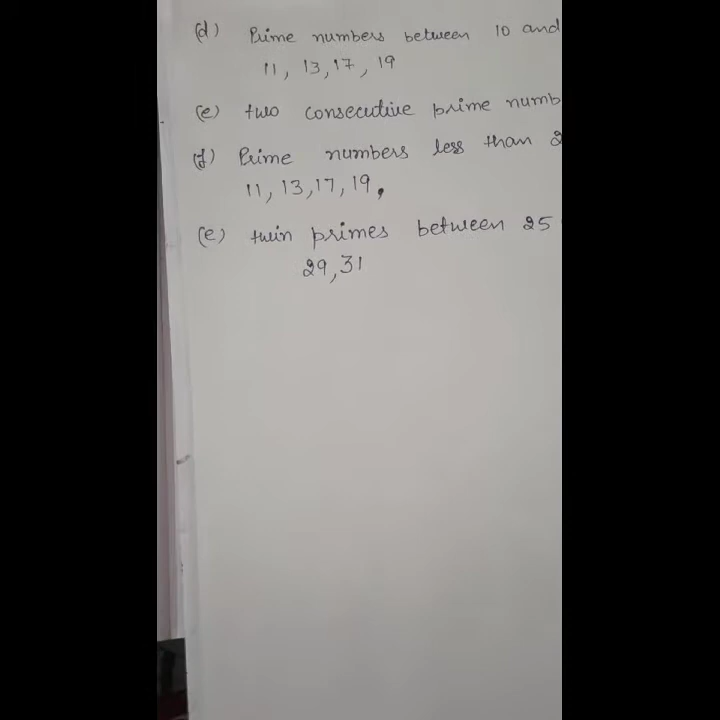 (d) Prime numbers between 10 and
11, 13, 17, 19
(e) two consecutive prime numb
(f) Prime numbers less than 2
11, 13, 17, 19,
(e) twin primes between 25
29, 31